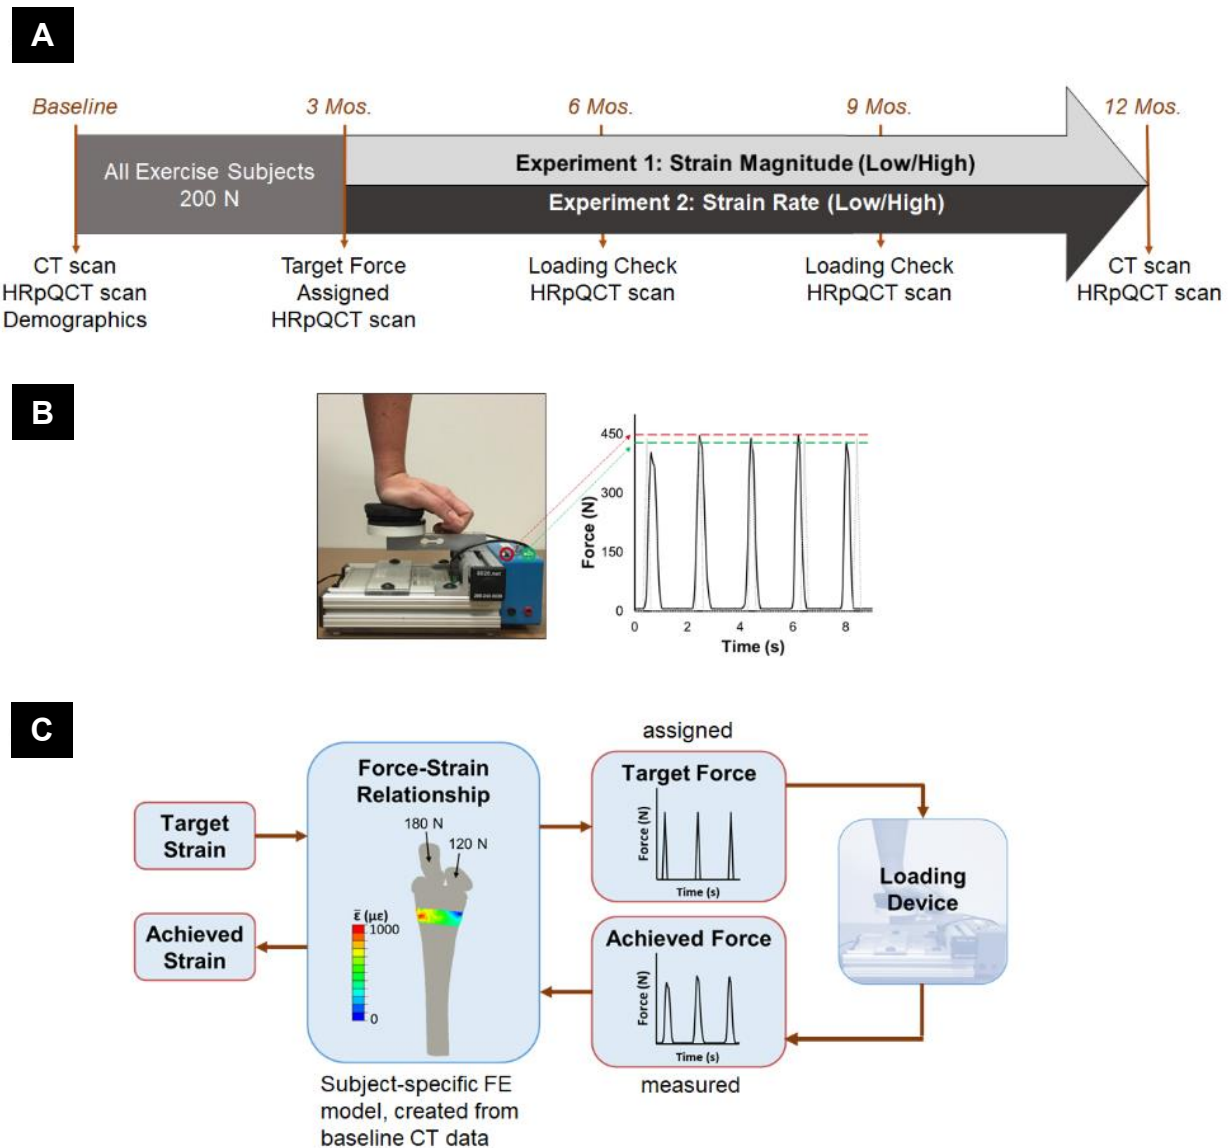 A
Baseline
3 Mos.
6 Mos.
9 Mos.
12 Mos.
All Exercise Subjects
200 N
Experiment 1: Strain Magnitude (Low/High)
Experiment 2: Strain Rate (Low/High)
CT scan
HRpQCT scan
Demographics
Target Force
Assigned
HRpQCT scan
Loading Check
HRpQCT scan
Loading Check
HRpQCT scan
CT scan
HRpQCT scan
B
Force (N)
450
300
150
0
0
2
4
6
8
Time (s)
C
Target
Strain
Achieved
Strain
Force-Strain
Relationship
180 N
120 N
ε̅ (με)
1000
0
Subject-specific FE
model, created from
baseline CT data
assigned
Target Force
Force (N)
Time (s)
Achieved Force
Force (N)
Time (s)
measured
Loading
Device